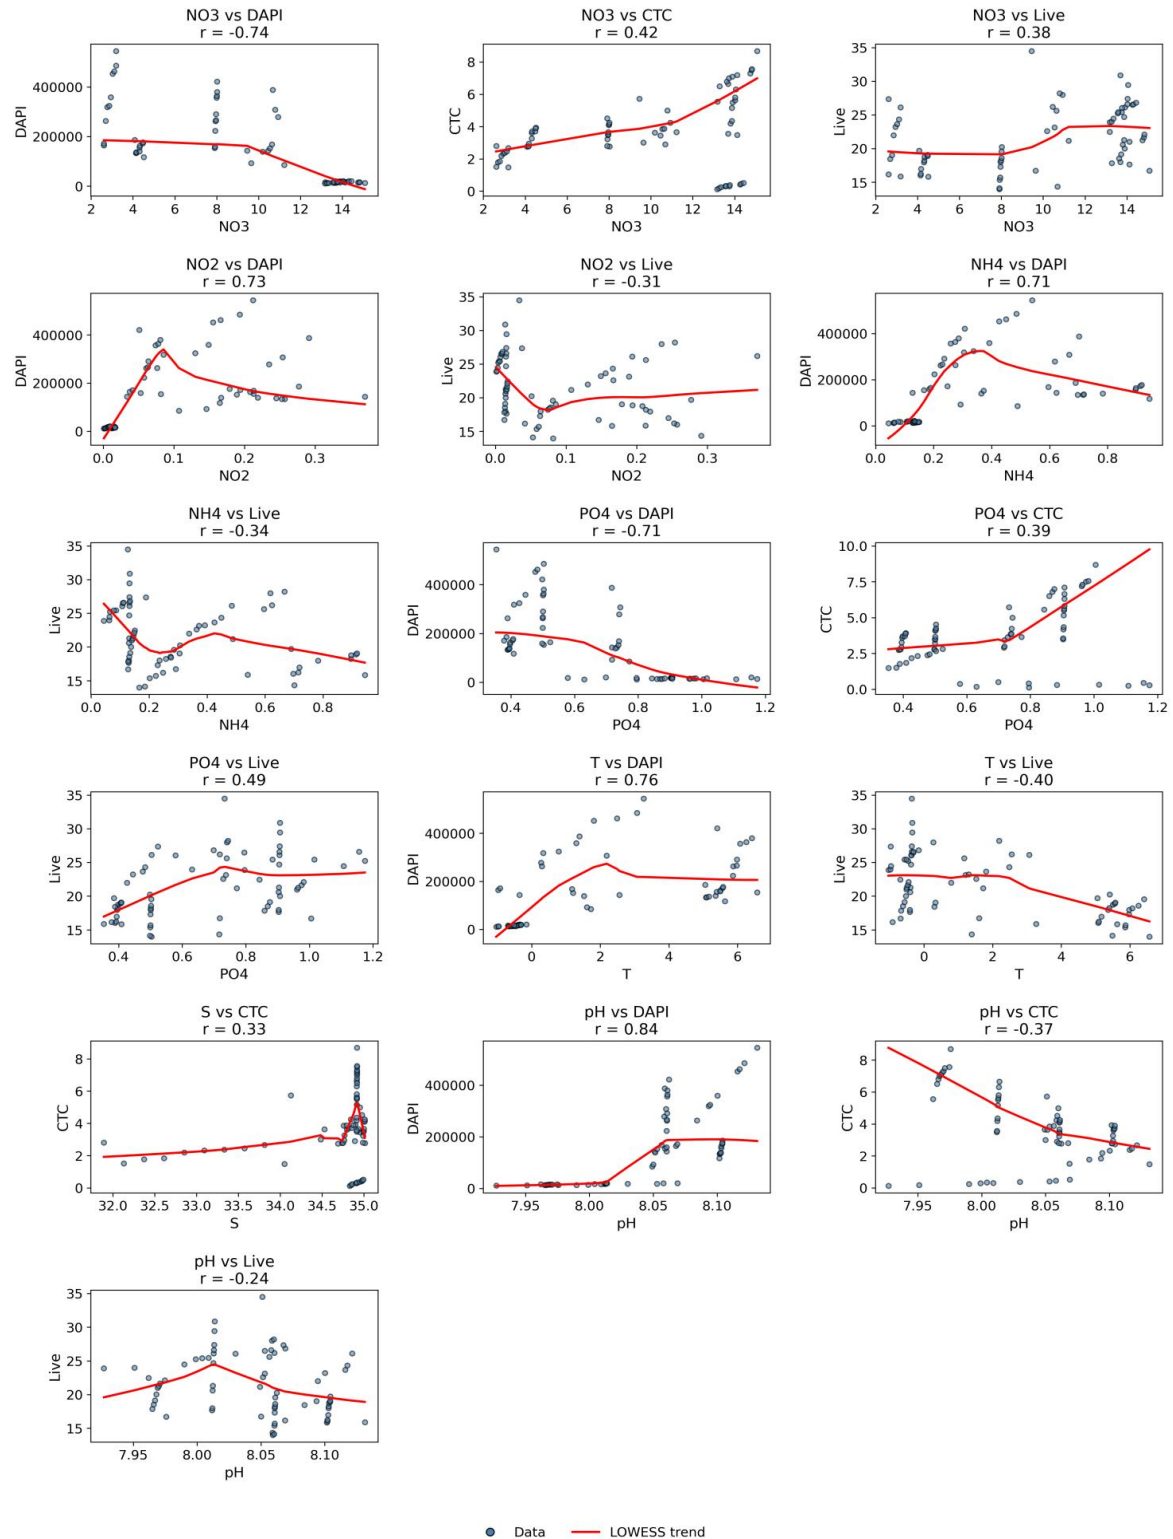 NO3 vs DAPI
r = -0.74
DAPI
400000
200000
0
2 4 6 8 10 12 14
NO3
NO3 vs CTC
r = 0.42
CTC
8
6
4
2
0
2 4 6 8 10 12 14
NO3
NO3 vs Live
r = 0.38
Live
35
30
25
20
15
2 4 6 8 10 12 14
NO3
NO2 vs DAPI
r = 0.73
DAPI
400000
200000
0
0.0 0.1 0.2 0.3
NO2
NO2 vs Live
r = -0.31
Live
35
30
25
20
15
0.0 0.1 0.2 0.3
NO2
NH4 vs DAPI
r = 0.71
DAPI
400000
200000
0
0.0 0.2 0.4 0.6 0.8
NH4
NH4 vs Live
r = -0.34
Live
35
30
25
20
15
0.0 0.2 0.4 0.6 0.8
NH4
PO4 vs DAPI
r = -0.71
DAPI
400000
200000
0
0.4 0.6 0.8 1.0 1.2
PO4
PO4 vs CTC
r = 0.39
CTC
10.0
7.5
5.0
2.5
0.0
0.4 0.6 0.8 1.0 1.2
PO4
PO4 vs Live
r = 0.49
Live
35
30
25
20
15
0.4 0.6 0.8 1.0 1.2
PO4
T vs DAPI
r = 0.76
DAPI
400000
200000
0
0 2 4 6
T
T vs Live
r = -0.40
Live
35
30
25
20
15
0 2 4 6
T
S vs CTC
r = 0.33
CTC
8
6
4
2
0
32.0 32.5 33.0 33.5 34.0 34.5 35.0
S
pH vs DAPI
r = 0.84
DAPI
400000
200000
0
7.95 8.00 8.05 8.10
pH
pH vs CTC
r = -0.37
CTC
8
6
4
2
0
7.95 8.00 8.05 8.10
pH
pH vs Live
r = -0.24
Live
35
30
25
20
15
7.95 8.00 8.05 8.10
pH
Data LOWESS trend